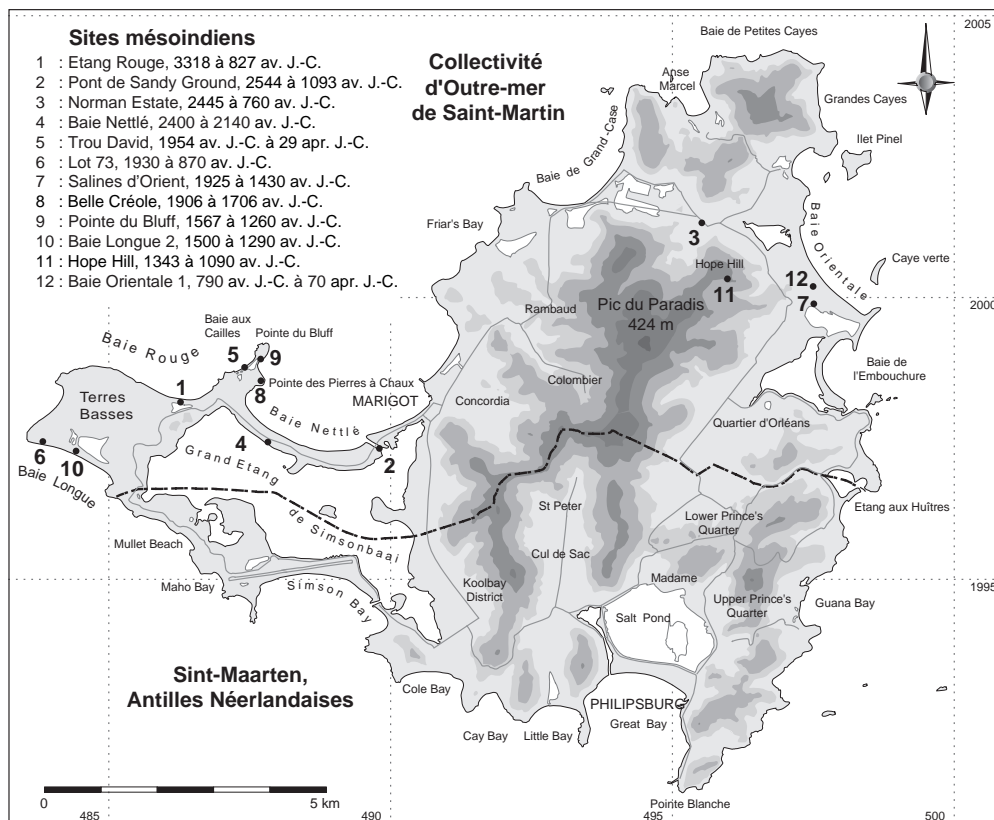 Sites mésoindiens
1 : Etang Rouge, 3318 à 827 av. J.-C.
2 : Pont de Sandy Ground, 2544 à 1093 av. J.-C.
3 : Norman Estate, 2445 à 760 av. J.-C.
4 : Baie Nettlé, 2400 à 2140 av. J.-C.
5 : Trou David, 1954 av. J.-C. à 29 apr. J.-C.
6 : Lot 73, 1930 à 870 av. J.-C.
7 : Salines d'Orient, 1925 à 1430 av. J.-C.
8 : Belle Créole, 1906 à 1706 av. J.-C.
9 : Pointe du Bluff, 1567 à 1260 av. J.-C.
10 : Baie Longue 2, 1500 à 1290 av. J.-C.
11 : Hope Hill, 1343 à 1090 av. J.-C.
12 : Baie Orientale 1, 790 av. J.-C. à 70 apr. J.-C.
Collectivité
d'Outre-mer
de Saint-Martin
2005
Baie de Petites Cayes
Anse
Marcel
Grandes Cayes
Ilet Pinel
Baie de Grand-Case
Friar's Bay
3
Baie Orientale
Hope Hill
11
12
7
Caye verte
2000
Pic du Paradis
424 m
Rambaud
Baie aux
Cailles
Pointe du Bluff
Baie Rouge
5
9
8
Pointe des Pierres à Chaux
1
Terres
Basses
MARIGOT
Baie Nettlé
Colombier
Concordia
Baie de
l'Embouchure
Quartier d'Orléans
4
2
6
10
Baie Longue
Grand Etang
de Simsonbaai
St Peter
Lower Prince's
Quarter
Etang aux Huîtres
Mullet Beach
Cul de Sac
Maho Bay
Simson Bay
Koolbay
District
Madame
Upper Prince's
Quarter
Guana Bay
1995
Salt Pond
Sint-Maarten,
Antilles Néerlandaises
Cole Bay
PHILIPSBURG
Great Bay
Cay Bay
Little Bay
Pointe Blanche
0
5 km
485
490
495
500